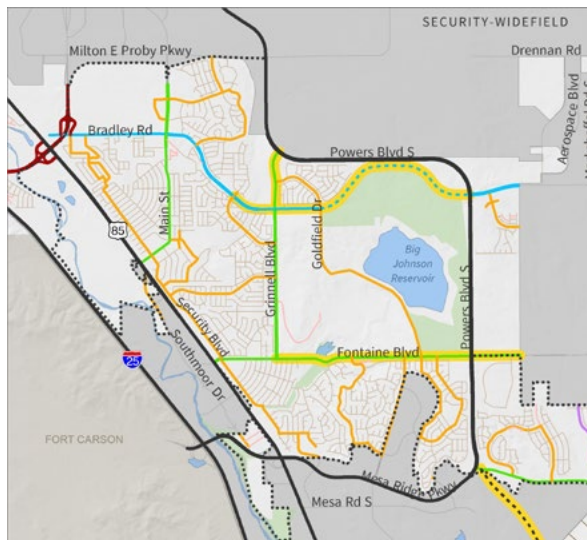 SECURITY-WIDEFIELD
Milton E Proby Pkwy
Drennan Rd
Aerospace Blvd
Bradley Rd
Powers Blvd S
Main St
Goldfield Dr
85
Big
Johnson
Reservoir
Grinnell Blvd
Powers Blvd S
Security Blvd
Southmoor Dr
Fontaine Blvd
25
FORT CARSON
Mesa Ridge Pkwy
Mesa Rd S